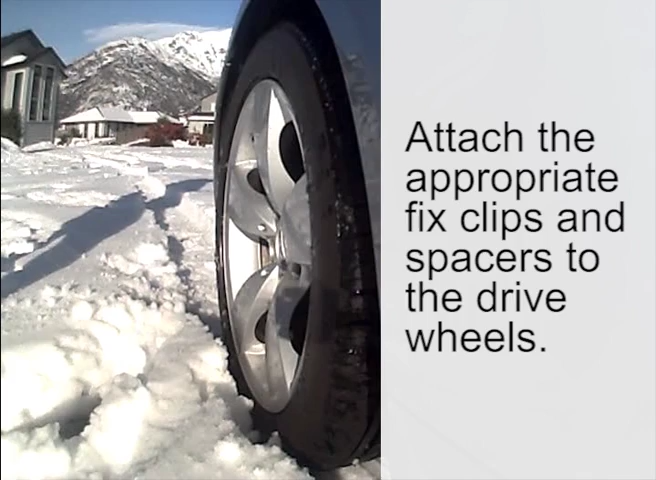 Attach the
appropriate
fix clips and
spacers to
the drive
wheels.